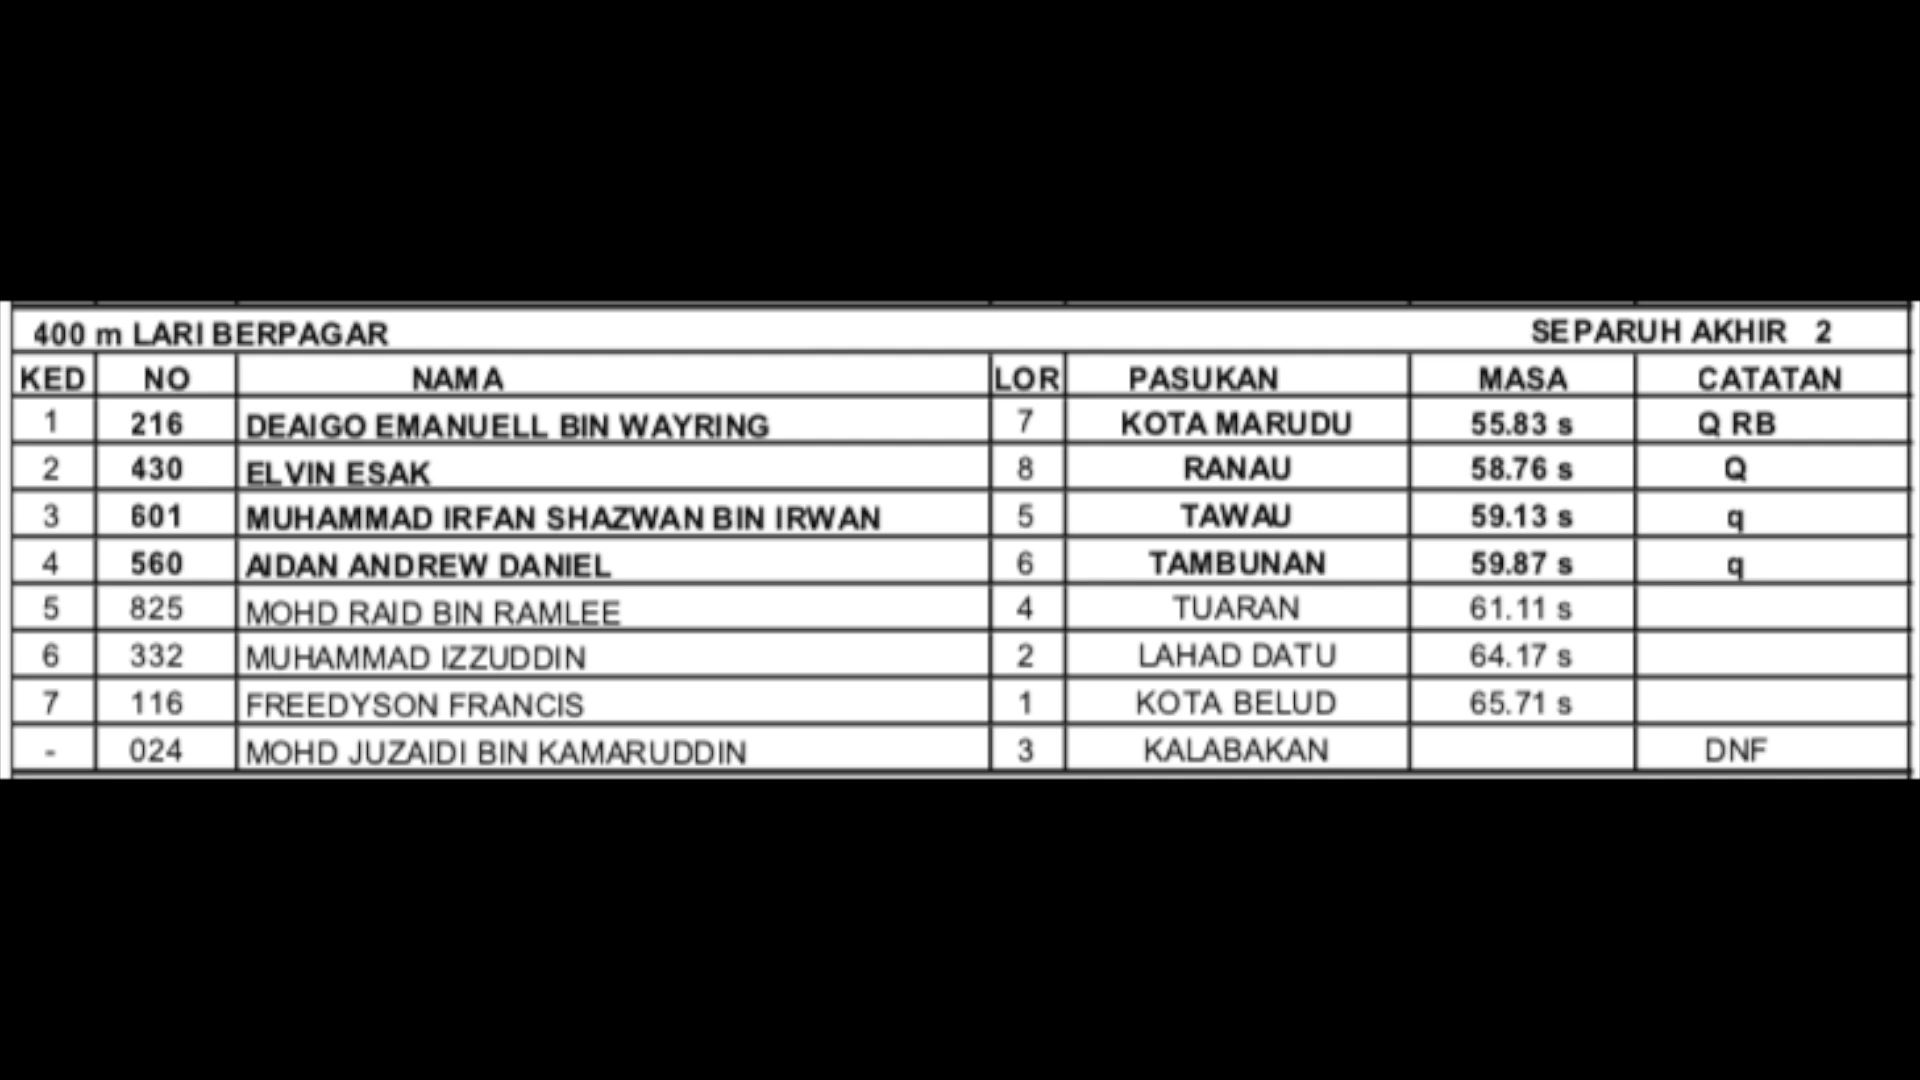 400 m LARI BERPAGAR SEPARUH AKHIR 2
KED NO NAMA LOR PASUKAN MASA CATATAN
1 216 DEAIGO EMANUELL BIN WAYRING 7 KOTA MARUDU 55.83 s Q RB
2 430 ELVIN ESAK 8 RANAU 58.76 s Q
3 601 MUHAMMAD IRFAN SHAZWAN BIN IRWAN 5 TAWAU 59.13 s q
4 560 AIDAN ANDREW DANIEL 6 TAMBUNAN 59.87 s q
5 825 MOHD RAID BIN RAMLEE 4 TUARAN 61.11 s
6 332 MUHAMMAD IZZUDDIN 2 LAHAD DATU 64.17 s
7 116 FREEDYSON FRANCIS 1 KOTA BELUD 65.71 s
- 024 MOHD JUZAIDI BIN KAMARUDDIN 3 KALABAKAN DNF